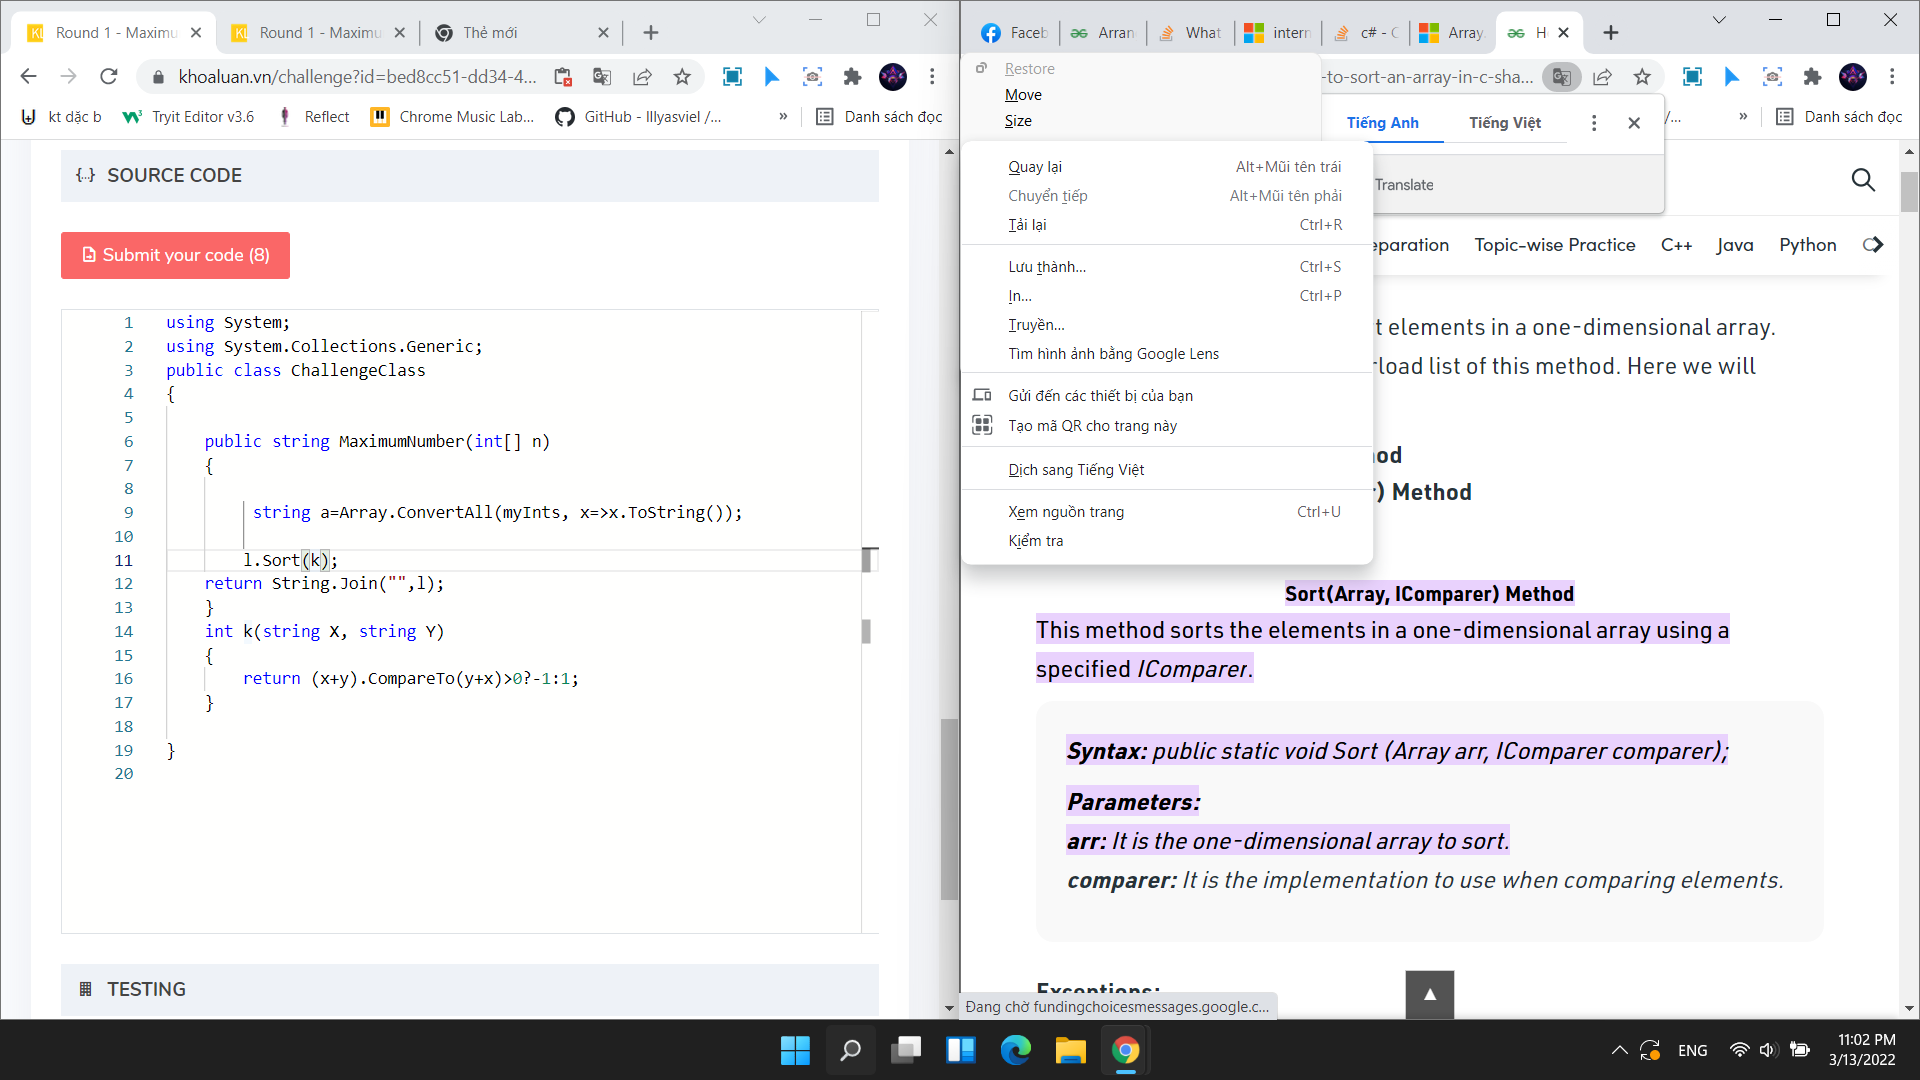 Round 1 - Maximu
Round 1 - Maximu
Thẻ mới
khoaluan.vn/challenge?id=bed8cc51-dd34-4...
kt dặc b
Tryit Editor v3.6
Reflect
Chrome Music Lab...
GitHub - lllyasviel /...
»
Danh sách đọc
{..} SOURCE CODE
Submit your code (8)
1 using System;
2 using System.Collections.Generic;
3 public class ChallengeClass
4 {
5
6 public string MaximumNumber(int[] n)
7 {
8
9 string a=Array.ConvertAll(myInts, x=>x.ToString());
10
11 l.Sort(k);
12 return String.Join("",l);
13 }
14 int k(string X, string Y)
15 {
16 return (x+y).CompareTo(y+x)>0?-1:1;
17 }
18
19 }
20
TESTING
Faceb
Arran
What
intern
c# - C
Array.
H
-to-sort-an-array-in-c-sha...
/...
»
Danh sách đọc
Restore
Move
Size
Tiếng Anh
Tiếng Việt
Translate
Quay lại Alt+Mũi tên trái
Chuyển tiếp Alt+Mũi tên phải
Tải lại Ctrl+R
Lưu thành... Ctrl+S
In... Ctrl+P
Truyền...
Tìm hình ảnh bằng Google Lens
Gửi đến các thiết bị của bạn
Tạo mã QR cho trang này
Dịch sang Tiếng Việt
Xem nguồn trang Ctrl+U
Kiểm tra
eparation
Topic-wise Practice
C++
Java
Python
t elements in a one-dimensional array.
rload list of this method. Here we will
od
r) Method
Sort(Array, IComparer) Method
This method sorts the elements in a one-dimensional array using a
specified IComparer.
Syntax: public static void Sort (Array arr, IComparer comparer);
Parameters:
arr: It is the one-dimensional array to sort.
comparer: It is the implementation to use when comparing elements.
Exceptions:
Đang chờ fundingchoicesmessages.google.c...
ENG
11:02 PM
3/13/2022